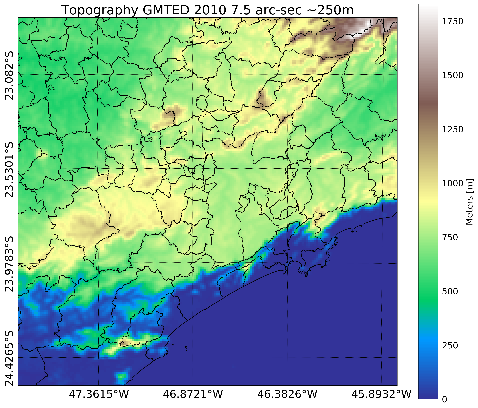 Topography GMTED 2010 7.5 arc-sec ~250m
23.082°S
23.5301°S
23.9783°S
24.4265°S
47.3615°W
46.8721°W
46.3826°W
45.8932°W
1750
1500
1250
1000
750
500
250
0
Meters [m]